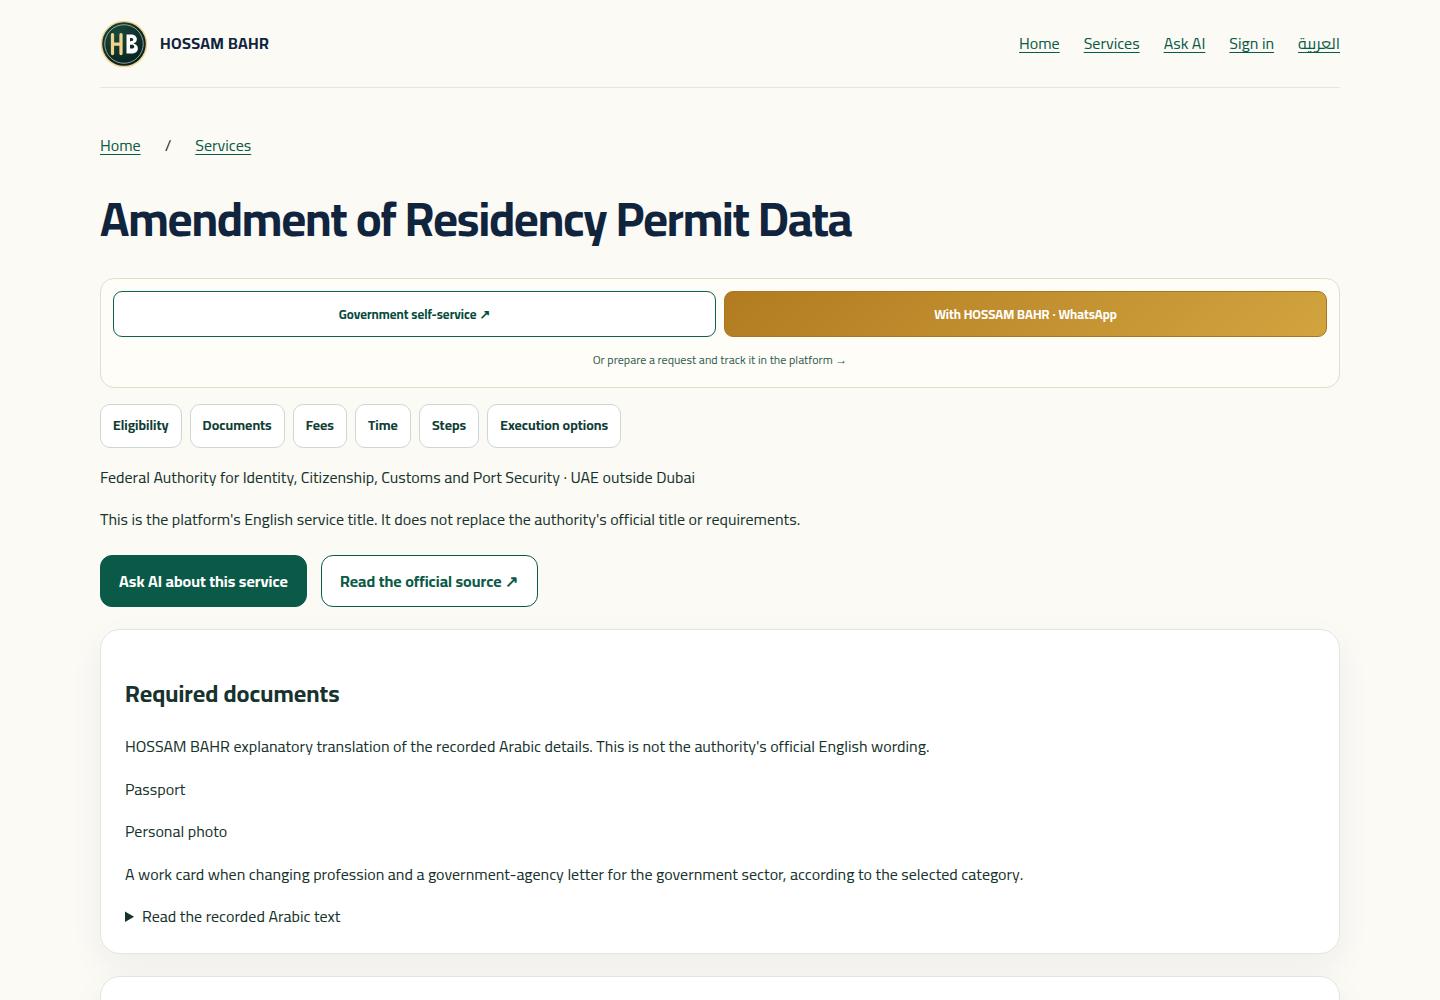 HB
HOSSAM BAHR
Home Services Ask AI Sign in العربية
Home / Services
Amendment of Residency Permit Data
Government self-service ↗
With HOSSAM BAHR · WhatsApp
Or prepare a request and track it in the platform →
Eligibility Documents Fees Time Steps Execution options
Federal Authority for Identity, Citizenship, Customs and Port Security · UAE outside Dubai
This is the platform's English service title. It does not replace the authority's official title or requirements.
Ask AI about this service
Read the official source ↗
Required documents
HOSSAM BAHR explanatory translation of the recorded Arabic details. This is not the authority's official English wording.
Passport
Personal photo
A work card when changing profession and a government-agency letter for the government sector, according to the selected category.
Read the recorded Arabic text